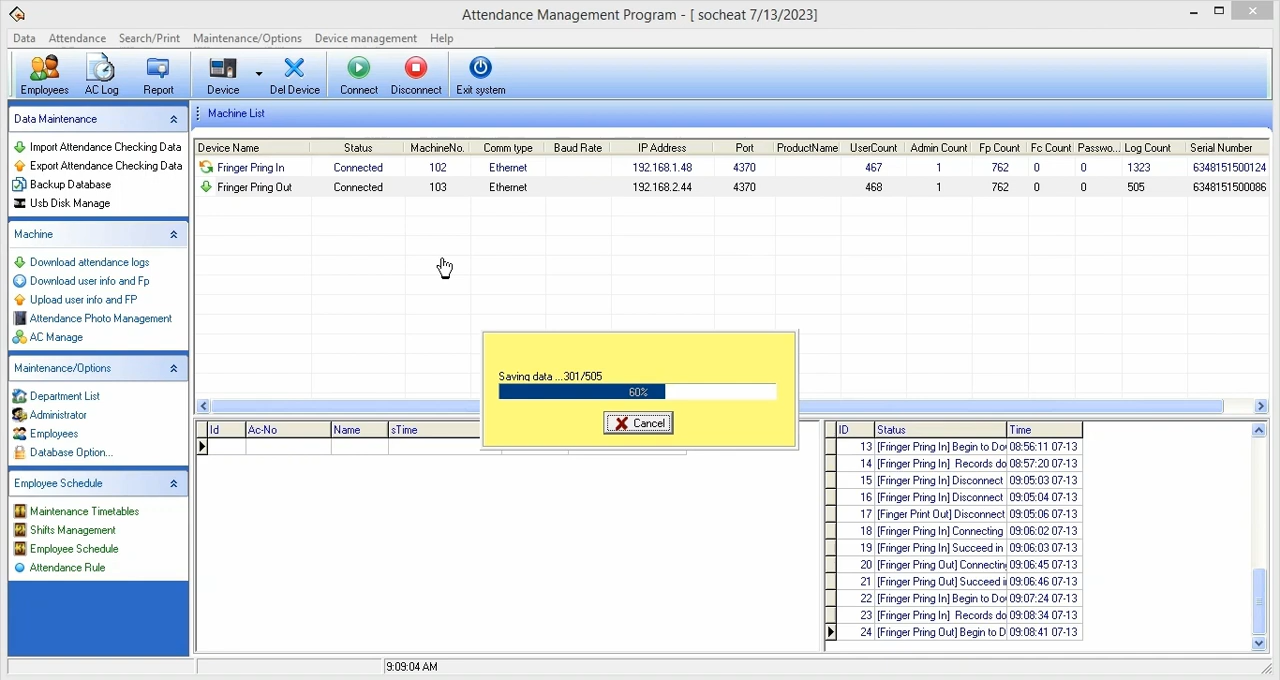 Attendance Management Program - [ socheat 7/13/2023]
Data Attendance Search/Print Maintenance/Options Device management Help
Employees AC Log Report Device Del Device Connect Disconnect Exit system
Data Maintenance
Import Attendance Checking Data
Export Attendance Checking Data
Backup Database
Usb Disk Manage
Machine
Download attendance logs
Download user info and Fp
Upload user info and FP
Attendance Photo Management
AC Manage
Maintenance/Options
Department List
Administrator
Employees
Database Option...
Employee Schedule
Maintenance Timetables
Shifts Management
Employee Schedule
Attendance Rule
Machine List
Device Name Status MachineNo. Comm type Baud Rate IP Address Port ProductName UserCount Admin Count Fp Count Fc Count Passwo... Log Count Serial Number
Fringer Pring In Connected 102 Ethernet 192.168.1.48 4370 467 1 762 0 0 1323 6348151500124
Fringer Pring Out Connected 103 Ethernet 192.168.2.44 4370 468 1 762 0 0 505 6348151500086
Saving data ...301/505
60%
Cancel
Id Ac-No Name sTime
ID Status Time
13 [Fringer Pring In] Begin to Dow 08:56:11 07-13
14 [Fringer Pring In] Records do 08:57:20 07-13
15 [Fringer Pring In] Disconnect 09:05:03 07-13
16 [Fringer Pring In] Disconnect 09:05:04 07-13
17 [Finger Print Out] Disconnect 09:05:06 07-13
18 [Fringer Pring In] Connecting 09:06:02 07-13
19 [Fringer Pring In] Succeed in 09:06:03 07-13
20 [Fringer Pring Out] Connectin 09:06:45 07-13
21 [Fringer Pring Out] Succeed i 09:06:46 07-13
22 [Fringer Pring In] Begin to Dow 09:07:24 07-13
23 [Fringer Pring In] Records do 09:08:34 07-13
24 [Fringer Pring Out] Begin to D 09:08:41 07-13
9:09:04 AM